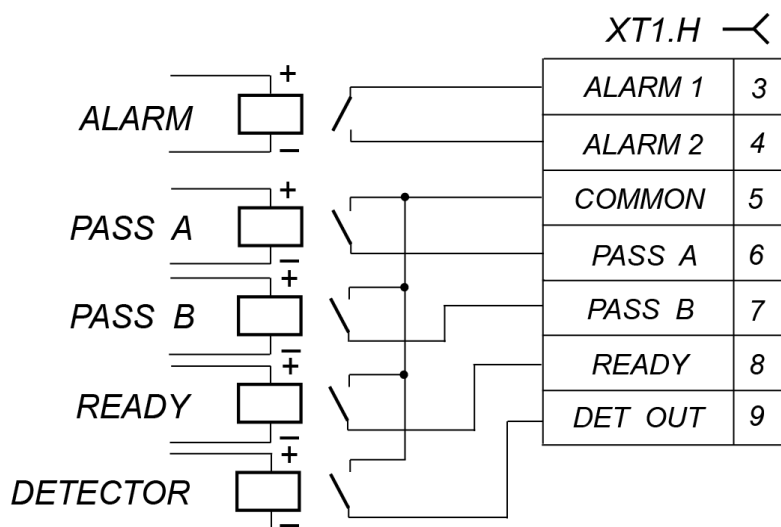 XT1.H
ALARM 1 3
ALARM
ALARM 2 4
COMMON 5
PASS A
PASS A 6
PASS B
PASS B 7
READY 8
READY
DET OUT 9
DETECTOR
+
−
+
−
+
−
+
−
+
−